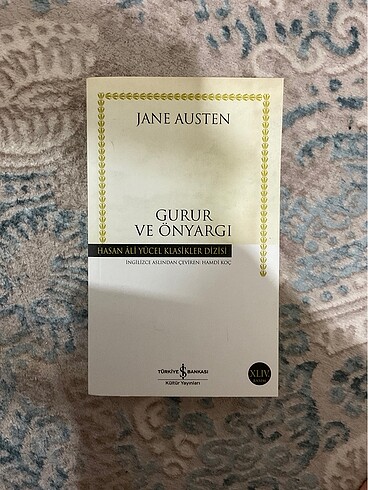 JANE AUSTEN
GURUR
VE ÖNYARGI
HASAN ÂLİ YÜCEL KLASİKLER DİZİSİ
İNGİLİZCE ASLINDAN ÇEVİREN: HAMDİ KOÇ
TÜRKİYE İŞ BANKASI
Kültür Yayınları
XLIV